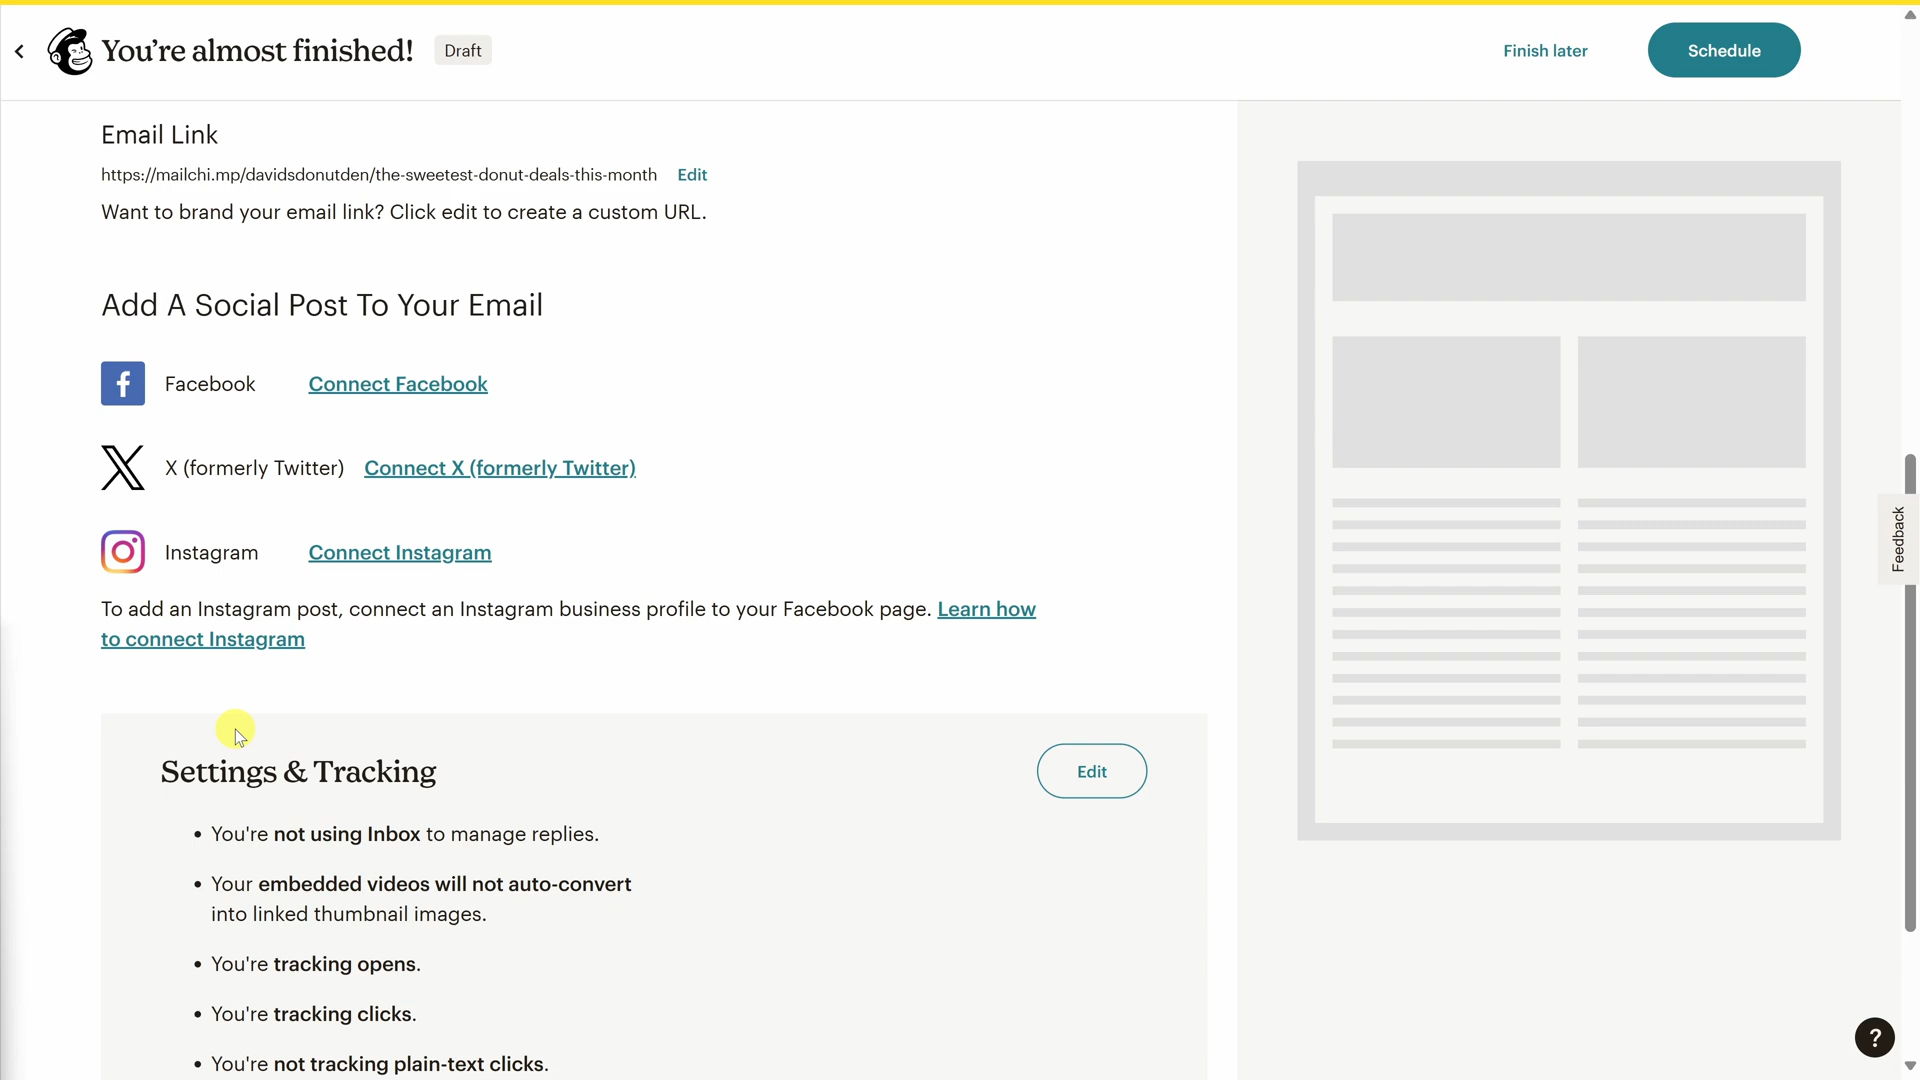 You're almost finished!
Draft
Finish later
Schedule
Email Link
https://mailchi.mp/davidsdonutden/the-sweetest-donut-deals-this-month Edit
Want to brand your email link? Click edit to create a custom URL.
Add A Social Post To Your Email
Facebook Connect Facebook
X (formerly Twitter) Connect X (formerly Twitter)
Instagram Connect Instagram
To add an Instagram post, connect an Instagram business profile to your Facebook page. Learn how
to connect Instagram
Settings & Tracking
Edit
• You're not using Inbox to manage replies.
• Your embedded videos will not auto-convert
into linked thumbnail images.
• You're tracking opens.
• You're tracking clicks.
• You're not tracking plain-text clicks.
Feedback
?